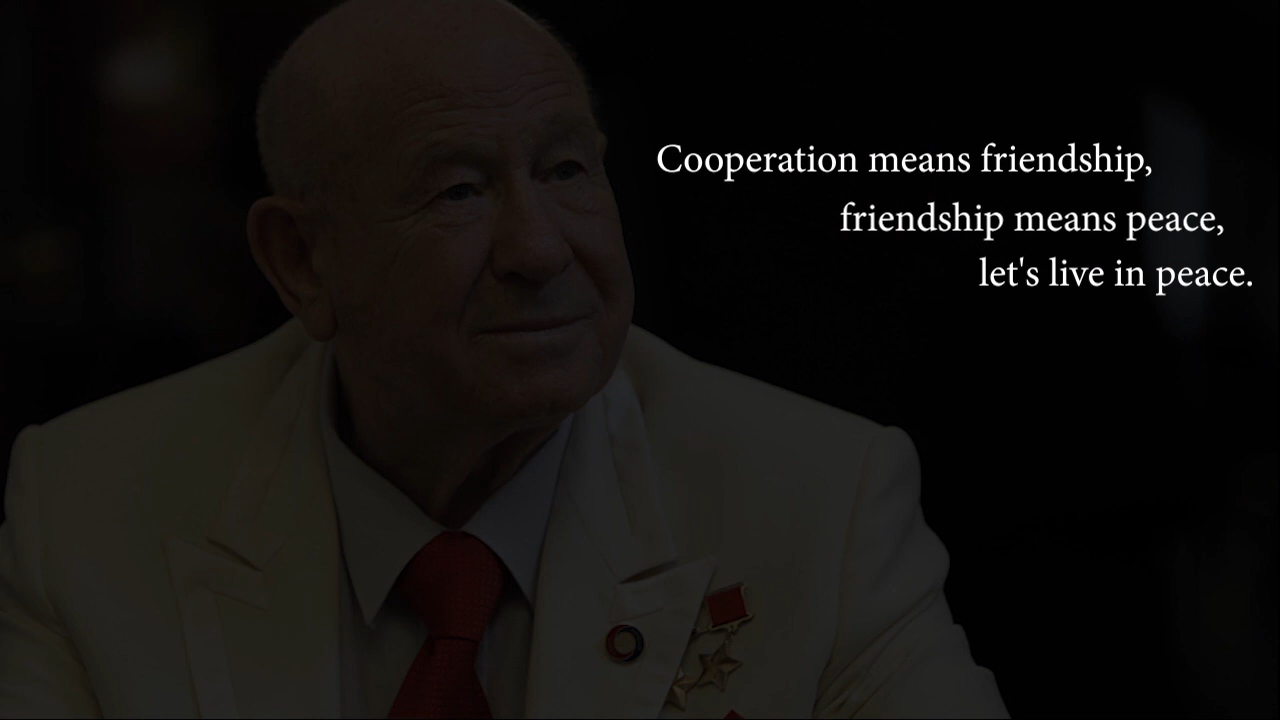 Cooperation means friendship,
friendship means peace,
let's live in peace.